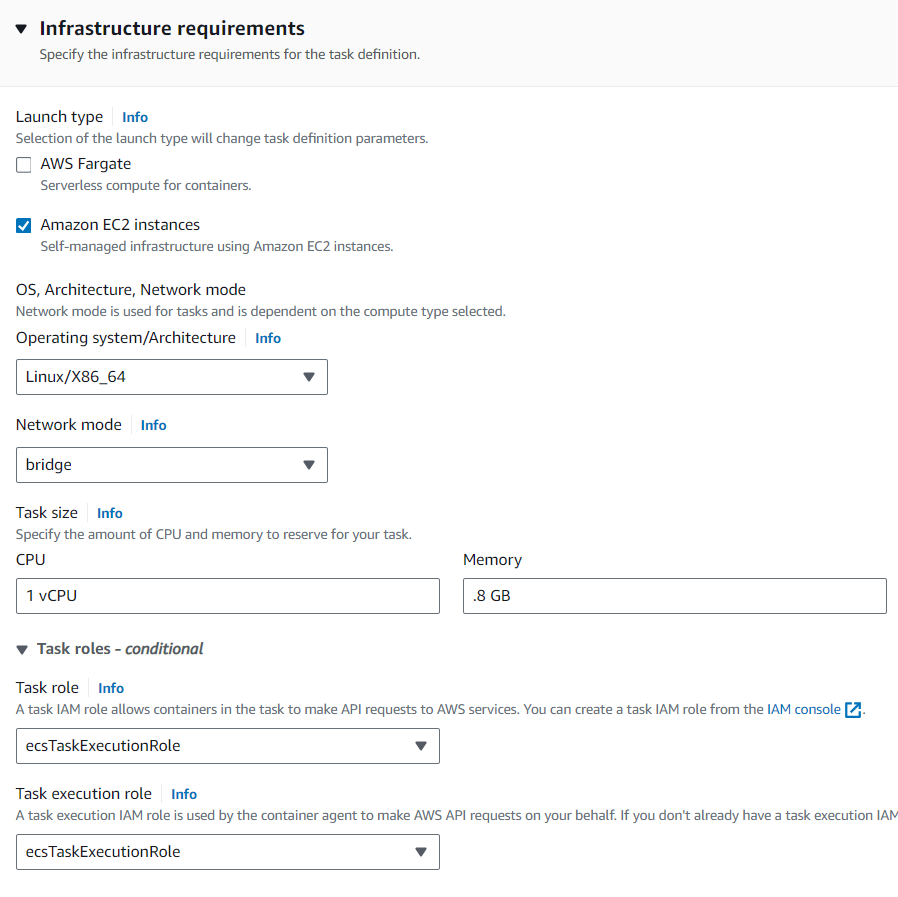 Infrastructure requirements
Specify the infrastructure requirements for the task definition.
Launch type Info
Selection of the launch type will change task definition parameters.
AWS Fargate
Serverless compute for containers.
Amazon EC2 instances
Self-managed infrastructure using Amazon EC2 instances.
OS, Architecture, Network mode
Network mode is used for tasks and is dependent on the compute type selected.
Operating system/Architecture Info
Linux/X86_64
Network mode Info
bridge
Task size Info
Specify the amount of CPU and memory to reserve for your task.
CPU Memory
1 vCPU .8 GB
Task roles - conditional
Task role Info
A task IAM role allows containers in the task to make API requests to AWS services. You can create a task IAM role from the IAM console.
ecsTaskExecutionRole
Task execution role Info
A task execution IAM role is used by the container agent to make AWS API requests on your behalf. If you don't already have a task execution IAM
ecsTaskExecutionRole